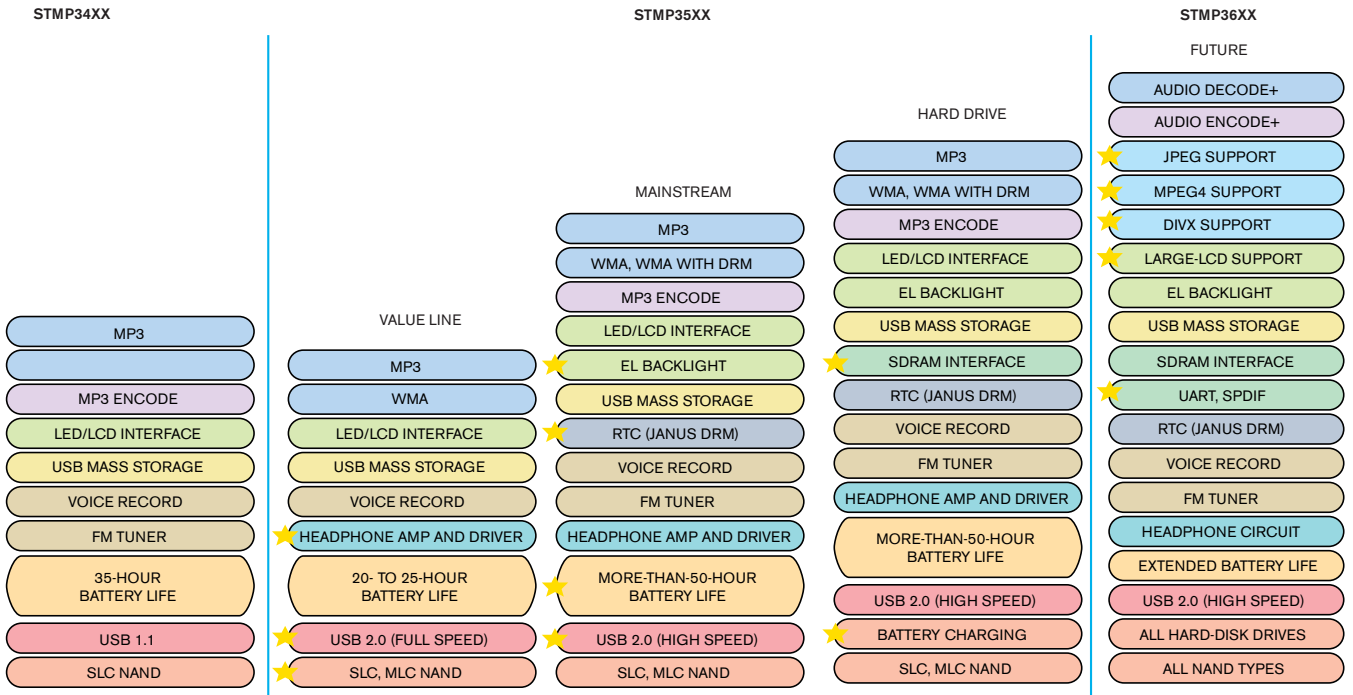 STMP34XX
STMP35XX
STMP36XX
MP3
MP3 ENCODE
LED/LCD INTERFACE
USB MASS STORAGE
VOICE RECORD
FM TUNER
35-HOUR
BATTERY LIFE
USB 1.1
SLC NAND
VALUE LINE
MP3
WMA
LED/LCD INTERFACE
USB MASS STORAGE
VOICE RECORD
HEADPHONE AMP AND DRIVER
20- TO 25-HOUR
BATTERY LIFE
USB 2.0 (FULL SPEED)
SLC, MLC NAND
MAINSTREAM
MP3
WMA, WMA WITH DRM
MP3 ENCODE
LED/LCD INTERFACE
EL BACKLIGHT
USB MASS STORAGE
RTC (JANUS DRM)
VOICE RECORD
FM TUNER
HEADPHONE AMP AND DRIVER
MORE-THAN-50-HOUR
BATTERY LIFE
USB 2.0 (HIGH SPEED)
SLC, MLC NAND
HARD DRIVE
MP3
WMA, WMA WITH DRM
MP3 ENCODE
LED/LCD INTERFACE
EL BACKLIGHT
USB MASS STORAGE
SDRAM INTERFACE
RTC (JANUS DRM)
VOICE RECORD
FM TUNER
HEADPHONE AMP AND DRIVER
MORE-THAN-50-HOUR
BATTERY LIFE
USB 2.0 (HIGH SPEED)
BATTERY CHARGING
SLC, MLC NAND
FUTURE
AUDIO DECODE+
AUDIO ENCODE+
JPEG SUPPORT
MPEG4 SUPPORT
DIVX SUPPORT
LARGE-LCD SUPPORT
EL BACKLIGHT
USB MASS STORAGE
SDRAM INTERFACE
UART, SPDIF
RTC (JANUS DRM)
VOICE RECORD
FM TUNER
HEADPHONE CIRCUIT
EXTENDED BATTERY LIFE
USB 2.0 (HIGH SPEED)
ALL HARD-DISK DRIVES
ALL NAND TYPES